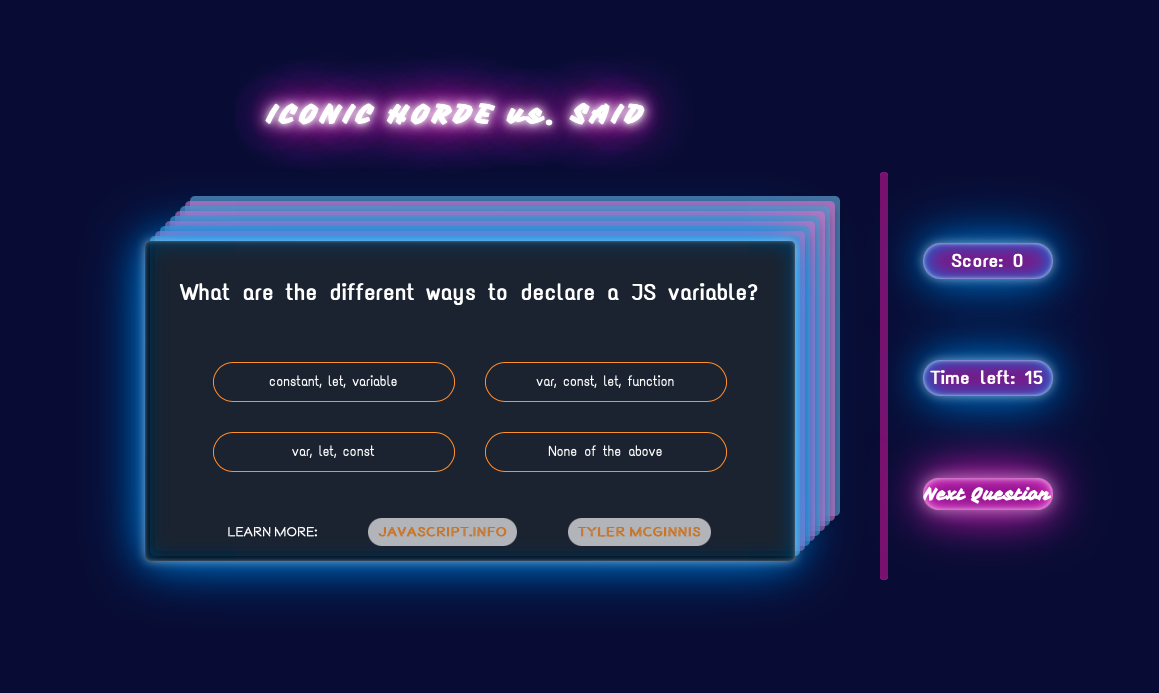 ICONIC HORDE vs. SAID
What are the different ways to declare a JS variable?
constant, let, variable
var, const, let, function
var, let, const
None of the above
LEARN MORE:
JAVASCRIPT.INFO
TYLER MCGINNIS
Score: 0
Time left: 15
Next Question